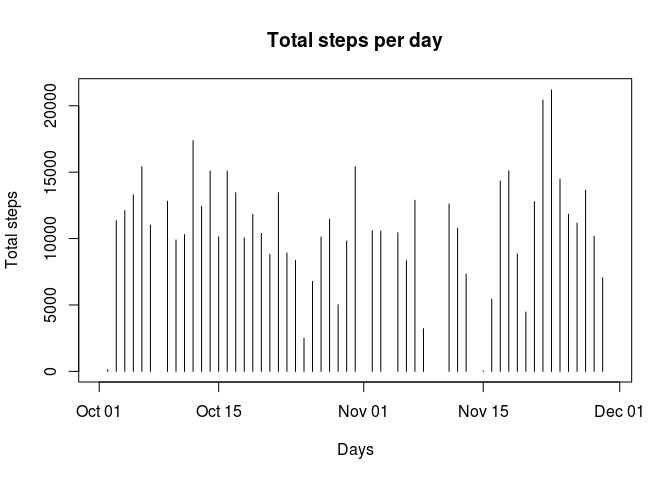 Total steps per day
Total steps
20000
15000
10000
5000
0
Oct 01
Oct 15
Nov 01
Nov 15
Dec 01
Days